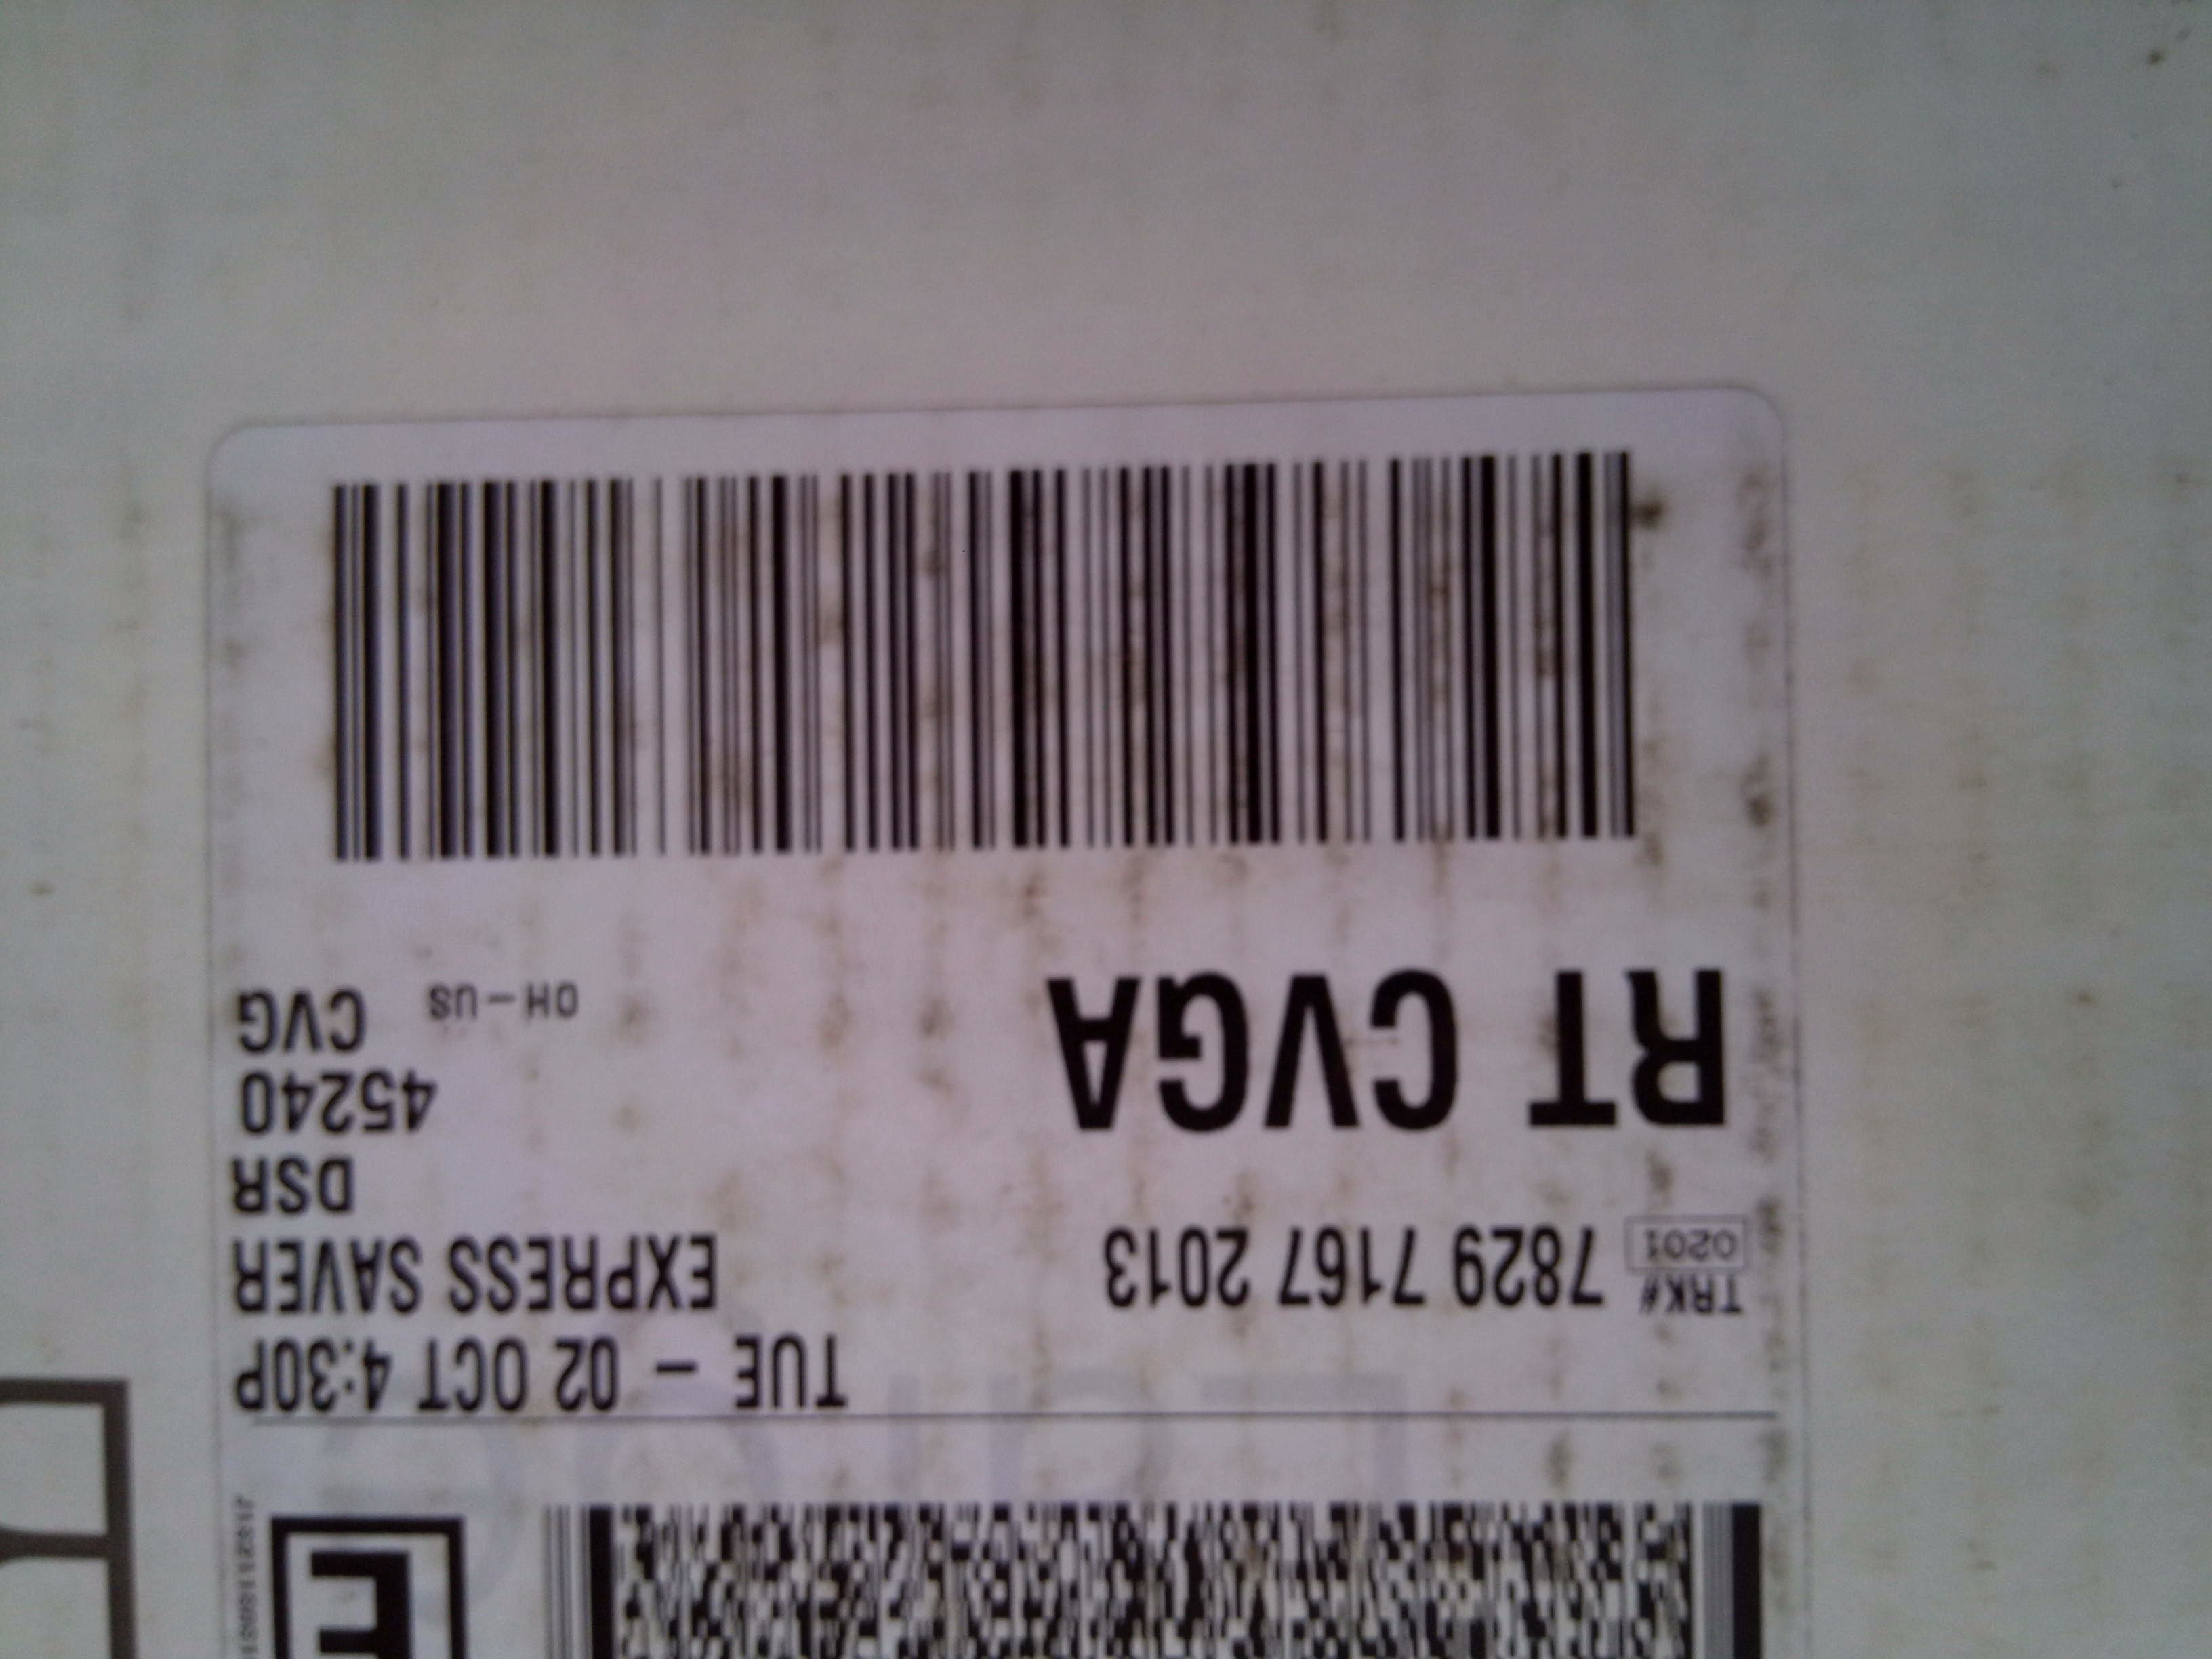 TUE - 02 OCT 4:30P
TRK# 7829 7167 2013
0201
EXPRESS SAVER
DSR
RT CVGA
45240
OH-US CVG
E